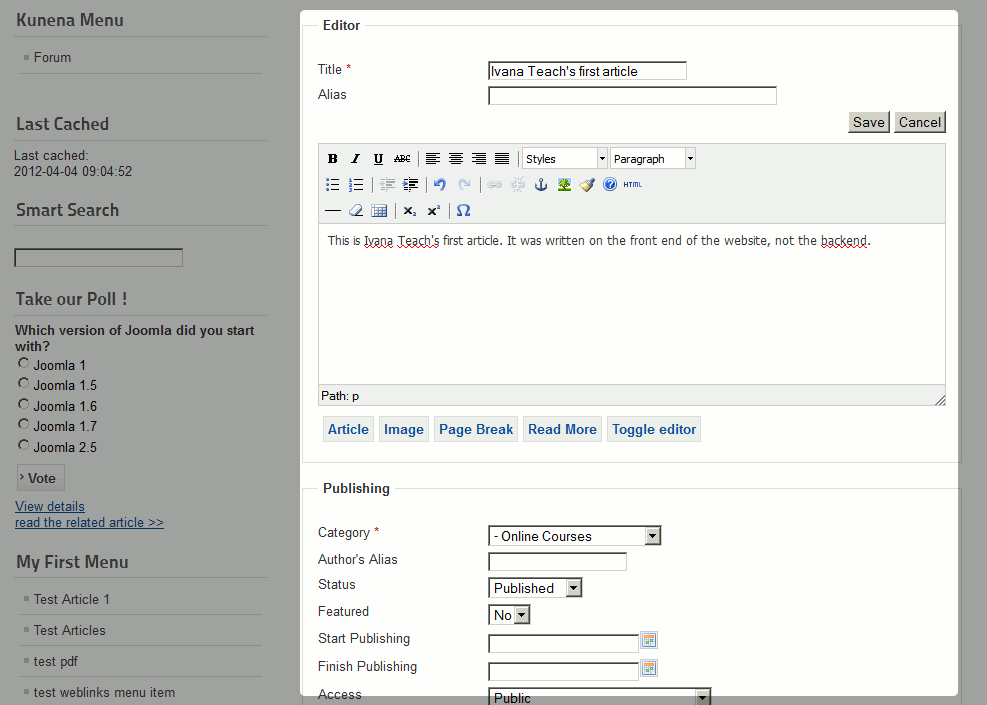 Kunena Menu
Forum
Last Cached
Last cached:
2012-04-04 09:04:52
Smart Search
Take our Poll !
Which version of Joomla did you start
with?
Joomla 1
Joomla 1.5
Joomla 1.6
Joomla 1.7
Joomla 2.5
› Vote
View details
read the related article >>
My First Menu
Test Article 1
Test Articles
test pdf
test weblinks menu item
Editor
Title * Ivana Teach's first article
Alias
Save Cancel
B I U ABC Styles Paragraph
HTML
x₂ x² Ω
This is Ivana Teach's first article. It was written on the front end of the website, not the backend.
Path: p
Article Image Page Break Read More Toggle editor
Publishing
Category * - Online Courses
Author's Alias
Status Published
Featured No
Start Publishing
Finish Publishing
Access Public